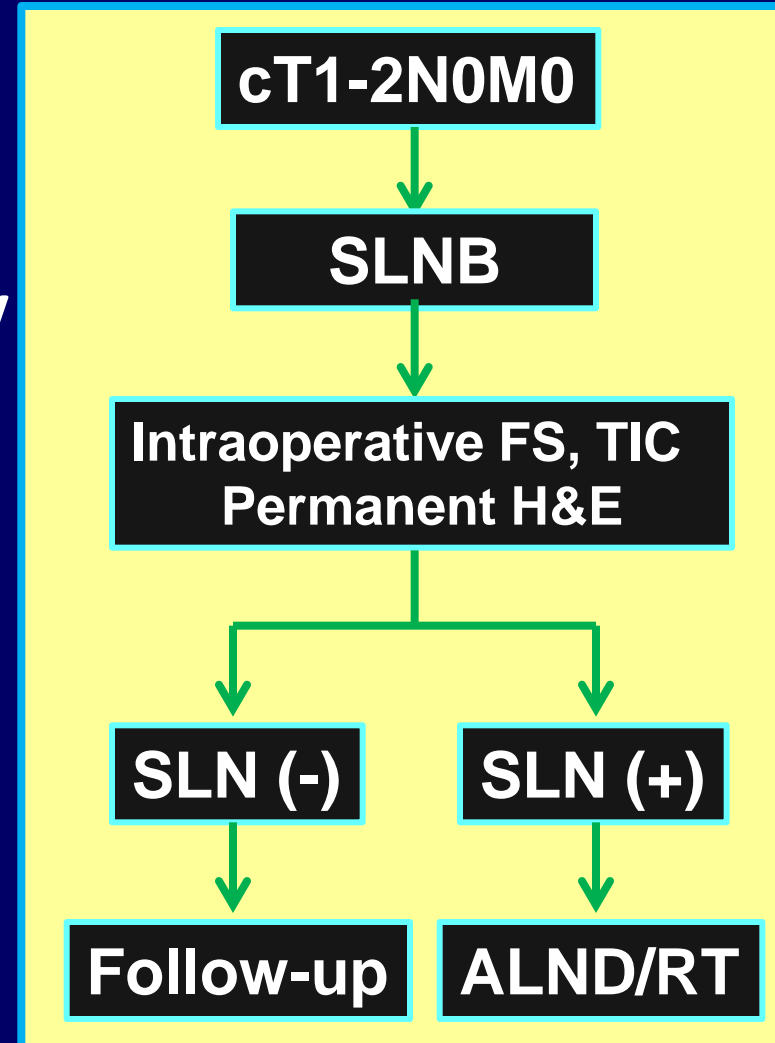 cT1-2N0M0
SLNB
Intraoperative FS, TIC
Permanent H&E
SLN (-)
SLN (+)
Follow-up
ALND/RT